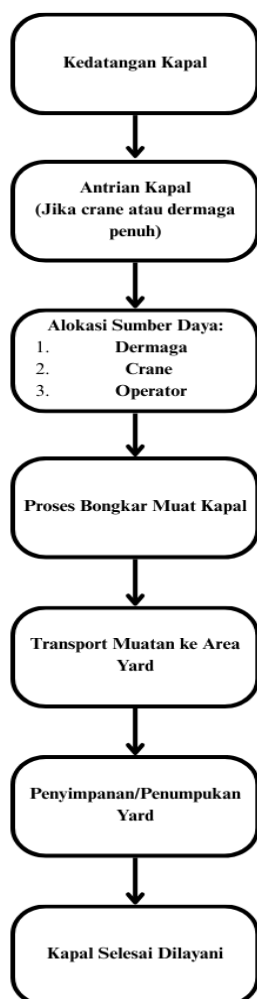 Kedatangan Kapal
Antrian Kapal
(Jika crane atau dermaga
penuh)
Alokasi Sumber Daya:
1. Dermaga
2. Crane
3. Operator
Proses Bongkar Muat Kapal
Transport Muatan ke Area
Yard
Penyimpanan/Penumpukan
Yard
Kapal Selesai Dilayani